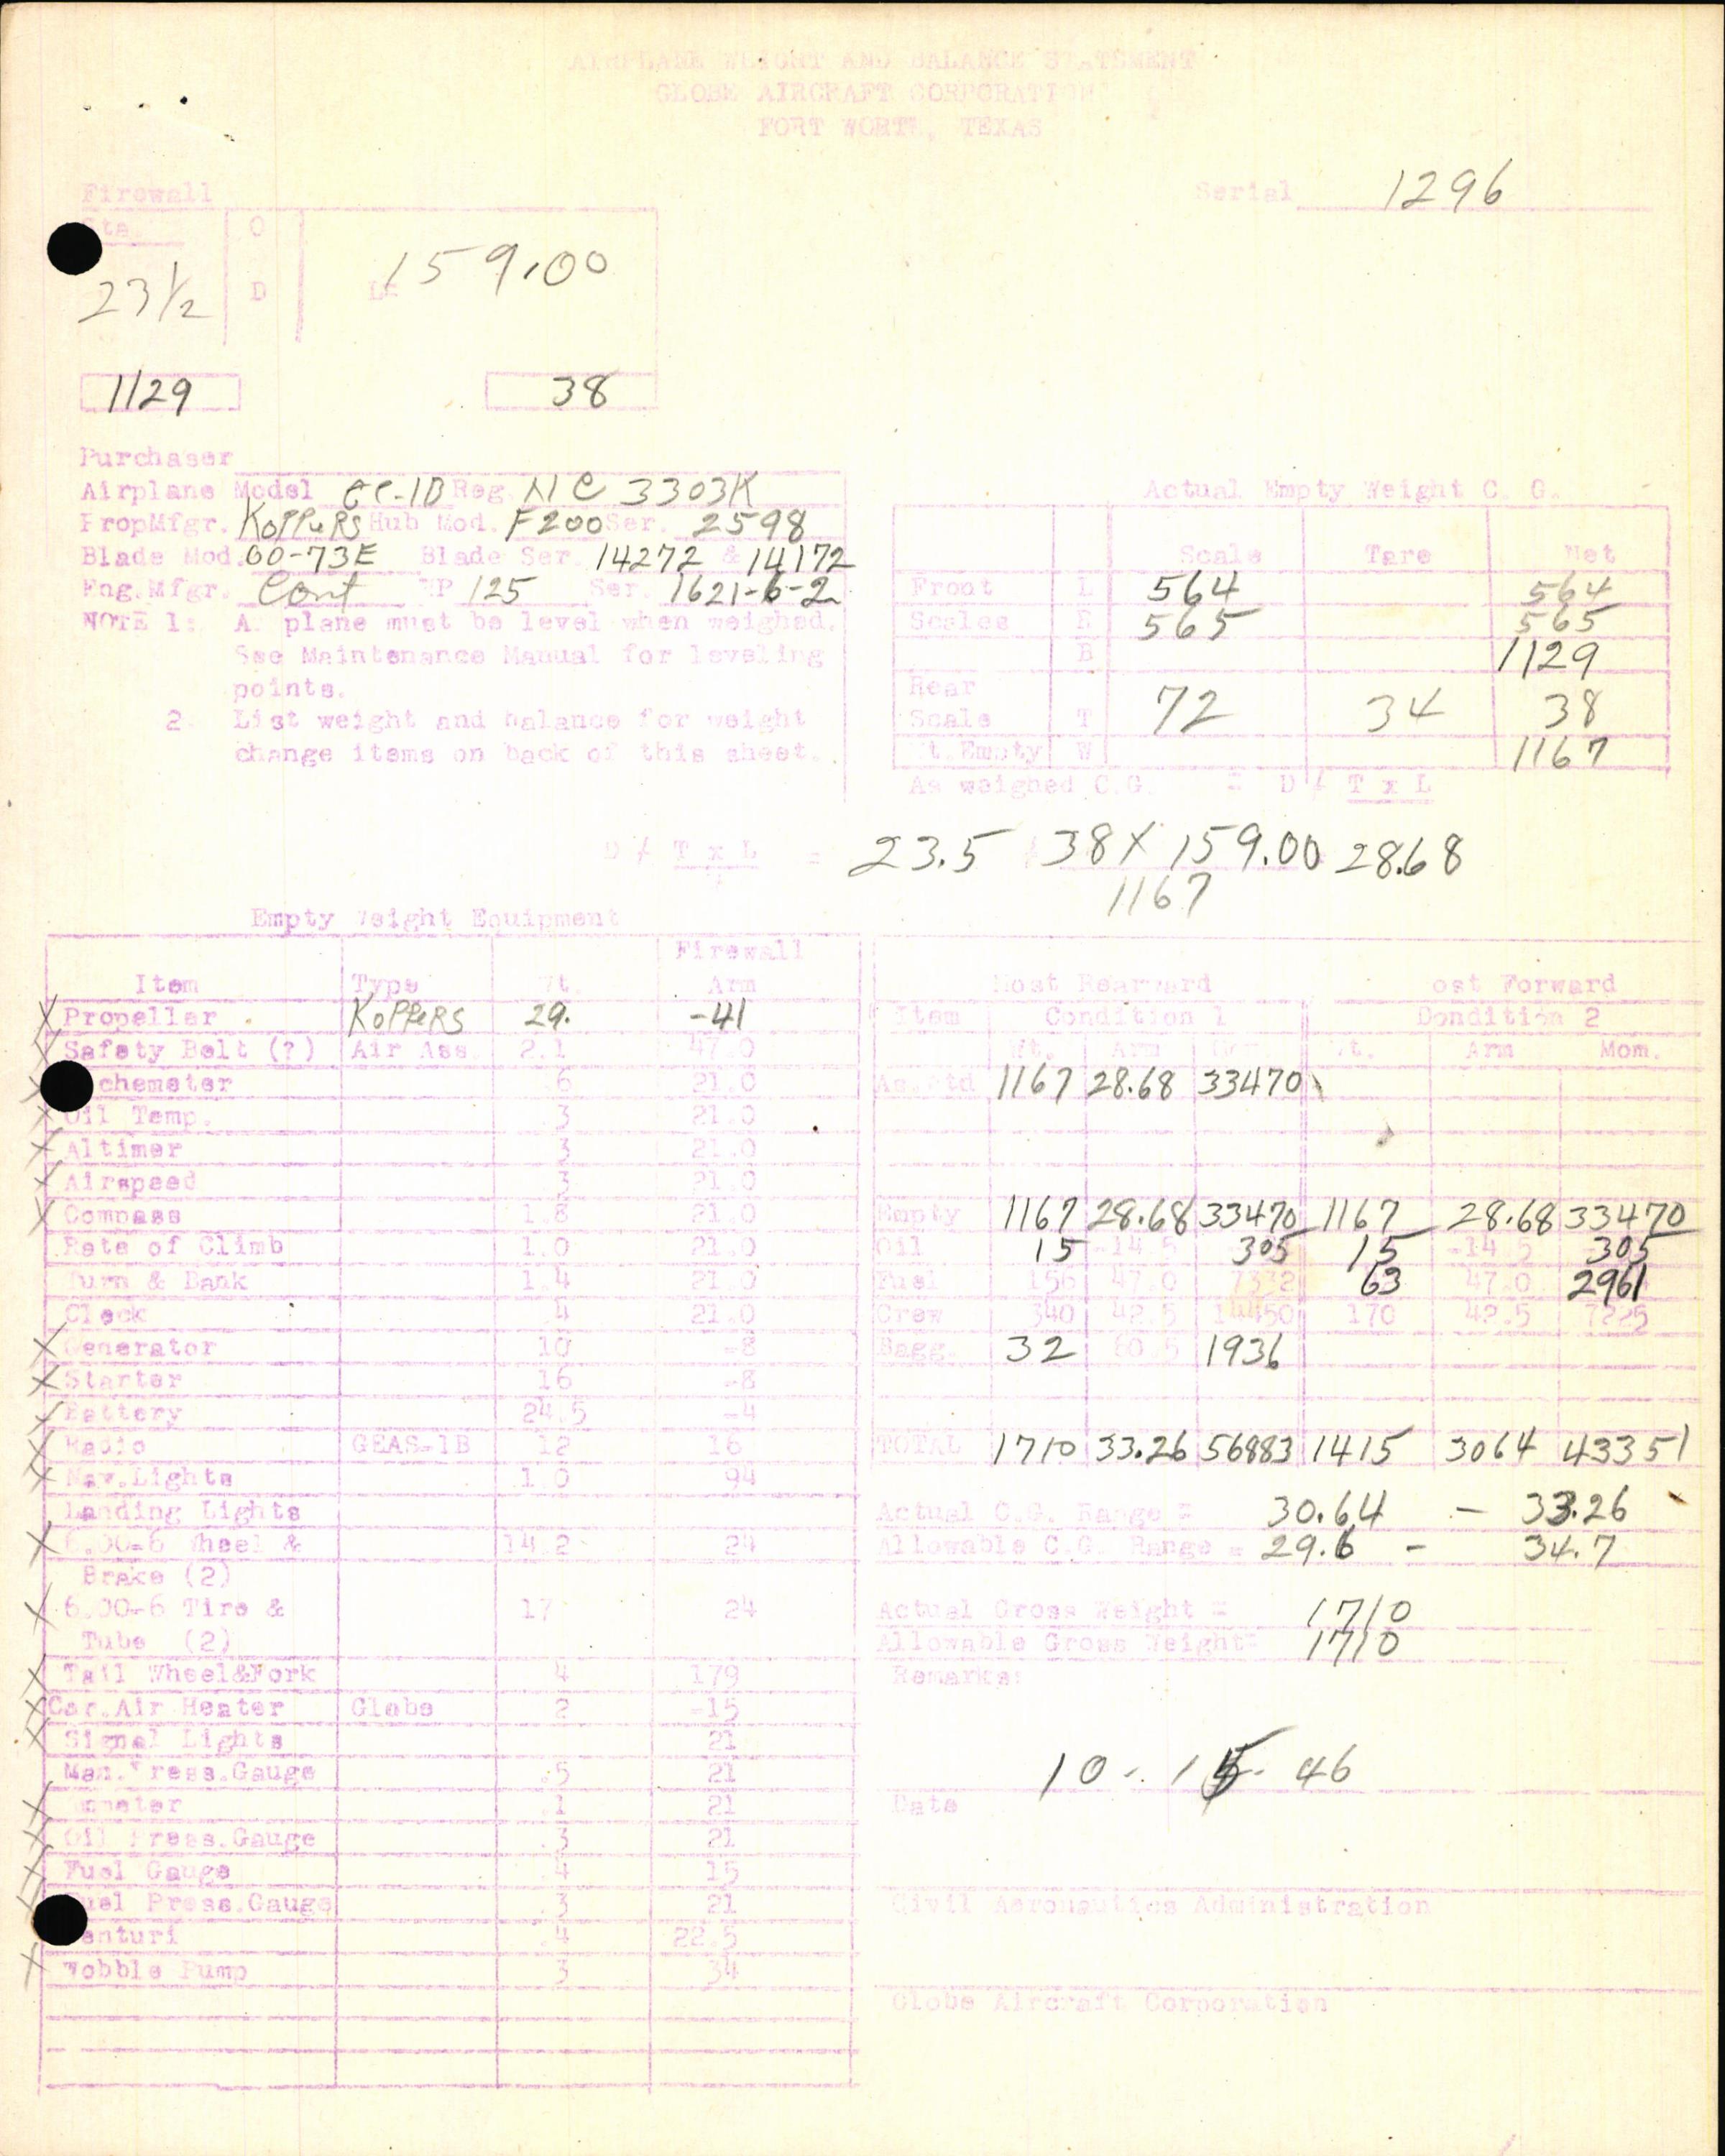 AIRPLANE WEIGHT AND BALANCE STATEMENT
GLOBE AIRCRAFT CORPORATION
FORT WORTH, TEXAS
Serial 1296
Firewall
Sta.
O
23 1/2
D
L= 159.00
1129
38
Purchaser
Airplane Model GC-1D Reg. NC 3303K
PropMfgr. KOPPERS Hub Mod. F200 Ser. 2598
Blade Mod. 00-73E Blade Ser. 14272 & 14172
Eng.Mfgr. Cont HP 125 Ser. 1621-6-2
NOTE 1: A plane must be level when weighed.
See Maintenance Manual for leveling
points.
2. List weight and balance for weight
change items on back of this sheet.
Actual Empty Weight C. G.
Scale Tare Net
Front L 564 564
Scales R 565 565
B 1129
Rear
Scale T 72 34 38
Wt.Empty W 1167
As weighed C.G. = D / T x L
D / T x L = 23.5 38 X 159.00 28.68
1167
Empty Weight Equipment
Firewall
Item Type Wt. Arm
X Propeller KOPPERS 29. -41
X Safety Belt (?) Air Ass. 2.1 47.0
X chemeter .6 21.0
X Oil Temp. .3 21.0
X Altimer .3 21.0
X Airspeed .3 21.0
X Compass 1.8 21.0
Rate of Climb 1.0 21.0
Turn & Bank 1.4 21.0
Clock .4 21.0
X Generator 10 -8
X Starter 16 -8
X Battery 24.5 -4
X Radio GEAS-1B 12 16
X Nav.Lights 1.0 94
Landing Lights
X 6.00-6 Wheel & 14.2 24
Brake (2)
X 6.00-6 Tire & 17 24
Tube (2)
X Tail Wheel&Fork 4 179
X Car.Air Heater Globe 2 -15
X Signal Lights 21
Man.Press.Gauge .5 21
X mmeter .1 21
X Oil Press.Gauge .3 21
X Fuel Gauge .4 15
X Fuel Press.Gauge .3 21
Venturi .4 22.5
X Wobble Pump 3 34
Most Rearward Most Forward
Item Condition 1 Condition 2
Wt. Arm Mom. Wt. Arm Mom.
As.Wtd 1167 28.68 33470
Empty 1167 28.68 33470 1167 28.68 33470
Oil 15 -14.5 305 15 -14.5 305
Fuel 156 47.0 7332 63 47.0 2961
Crew 340 42.5 14450 170 42.5 7225
Bagg. 32 60.5 1936
TOTAL 1710 33.26 56883 1415 3064 43351
Actual C.G. Range = 30.64 - 33.26
Allowable C.G. Range = 29.6 - 34.7
Actual Gross Weight = 1710
Allowable Gross Weight= 1710
Remarks:
10-15-46
Date
Civil Aeronautics Administration
Globe Aircraft Corporation